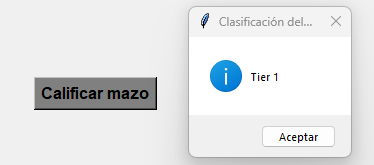 Clasificación del...
Tier 1
Calificar mazo
Aceptar